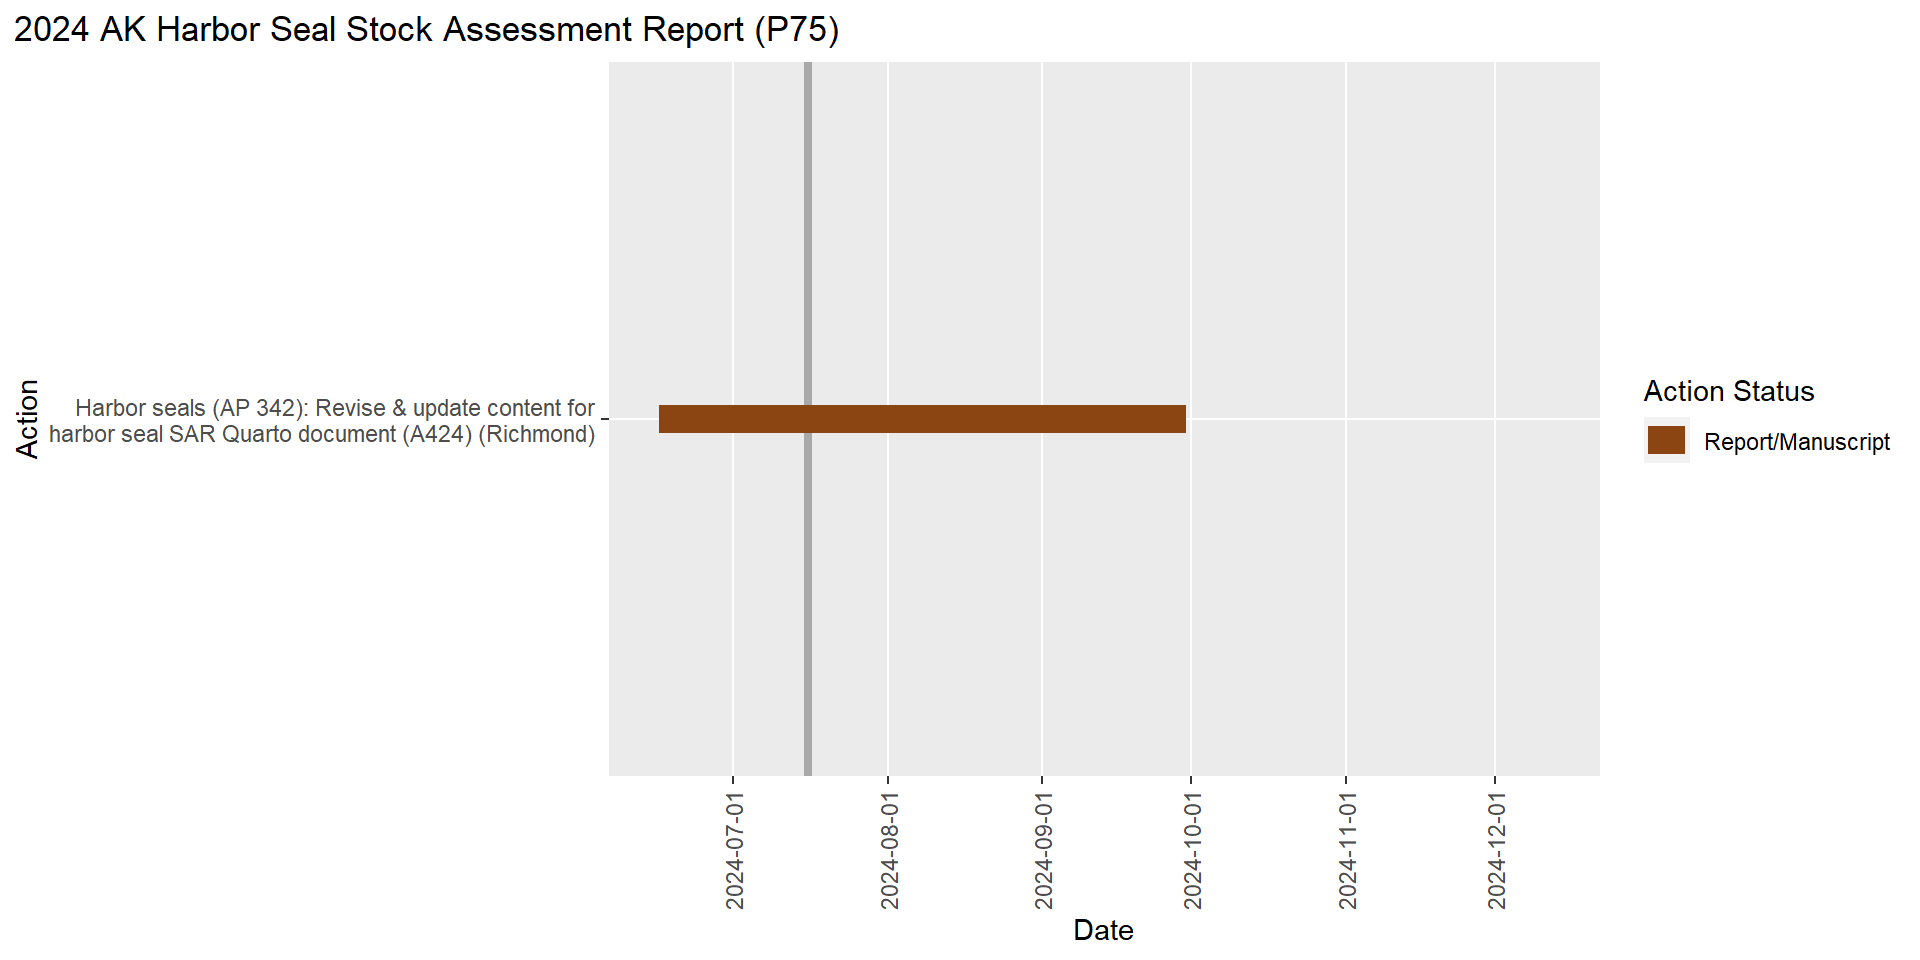 2024 AK Harbor Seal Stock Assessment Report (P75)
Action
Harbor seals (AP 342): Revise & update content for
harbor seal SAR Quarto document (A424) (Richmond)
Action Status
Report/Manuscript
2024-07-01
2024-08-01
2024-09-01
2024-10-01
2024-11-01
2024-12-01
Date